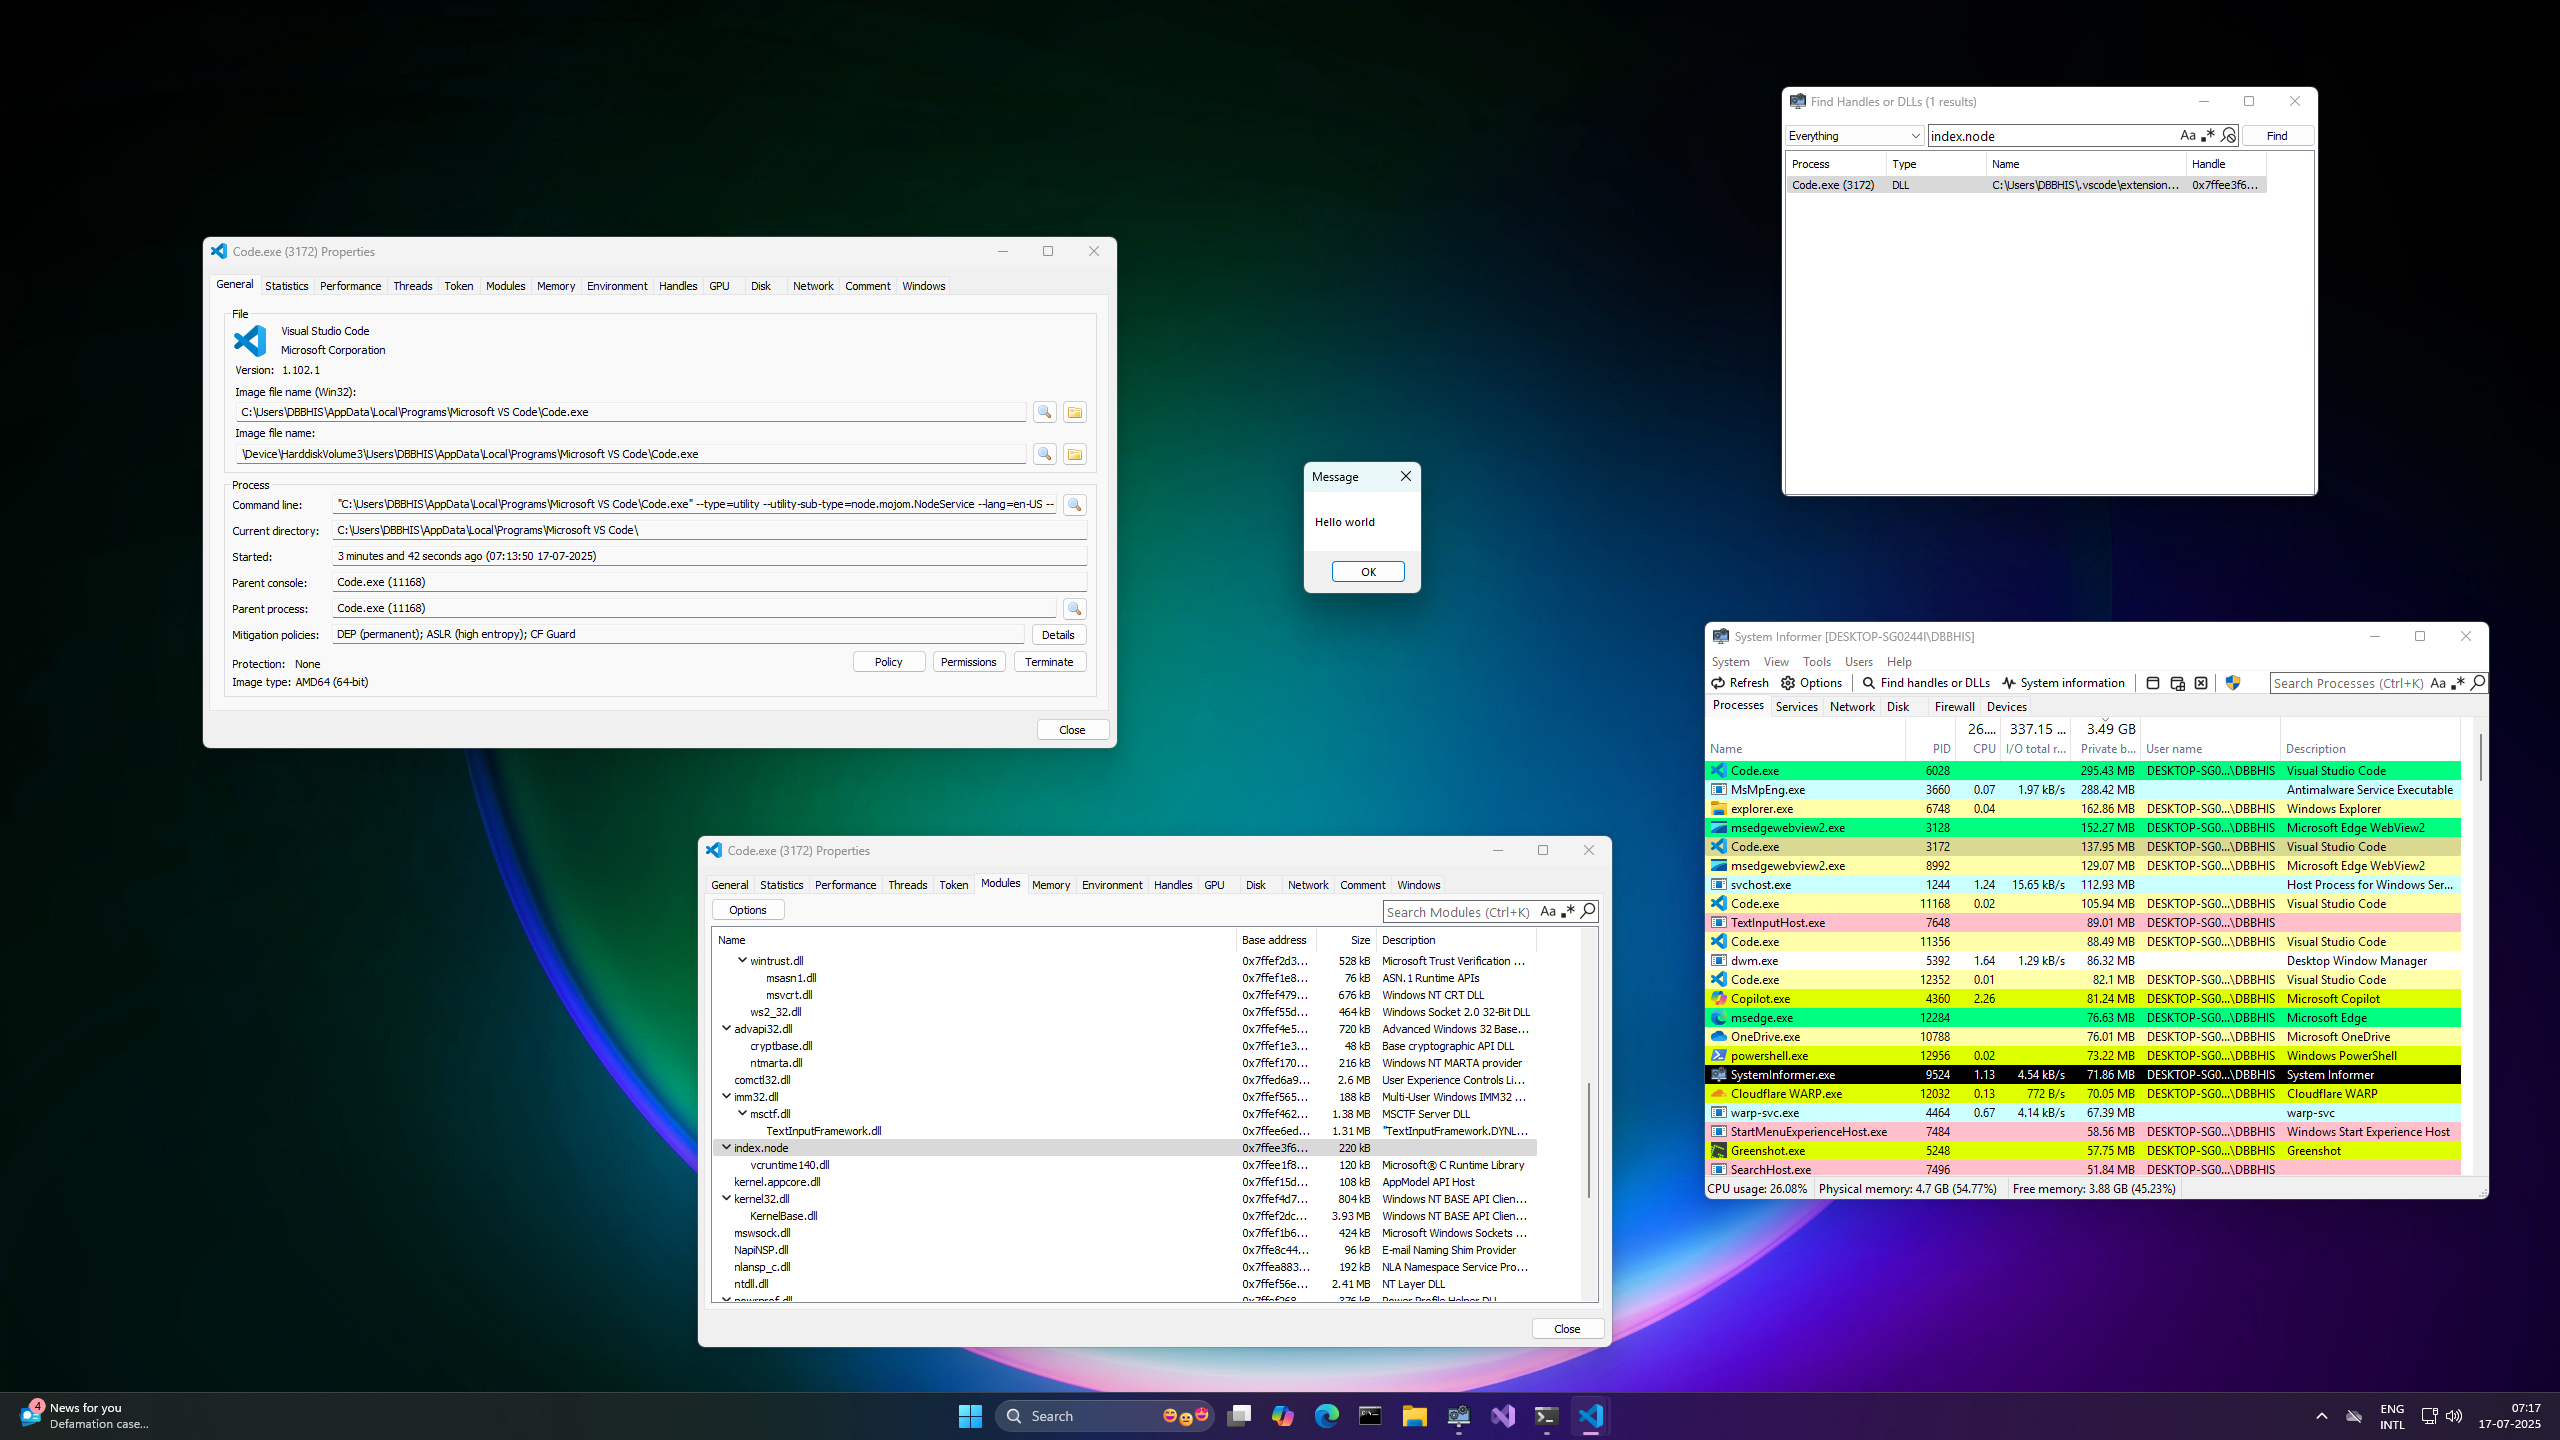 Find Handles or DLLs (1 results)
Everything
index.node
Aa
Find
Process Type Name Handle
Code.exe (3172) DLL C:\Users\DBBHIS\.vscode\extension... 0x7ffee3f6...
Code.exe (3172) Properties
General Statistics Performance Threads Token Modules Memory Environment Handles GPU Disk Network Comment Windows
File
Visual Studio Code
Microsoft Corporation
Version: 1.102.1
Image file name (Win32):
C:\Users\DBBHIS\AppData\Local\Programs\Microsoft VS Code\Code.exe
Image file name:
\Device\HarddiskVolume3\Users\DBBHIS\AppData\Local\Programs\Microsoft VS Code\Code.exe
Process
Command line: "C:\Users\DBBHIS\AppData\Local\Programs\Microsoft VS Code\Code.exe" --type=utility --utility-sub-type=node.mojom.NodeService --lang=en-US --
Current directory: C:\Users\DBBHIS\AppData\Local\Programs\Microsoft VS Code\
Started: 3 minutes and 42 seconds ago (07:13:50 17-07-2025)
Parent console: Code.exe (11168)
Parent process: Code.exe (11168)
Mitigation policies: DEP (permanent); ASLR (high entropy); CF Guard Details
Protection: None
Policy Permissions Terminate
Image type: AMD64 (64-bit)
Close
Message
Hello world
OK
System Informer [DESKTOP-SG0244I\DBBHIS]
System View Tools Users Help
Refresh Options Find handles or DLLs System information Search Processes (Ctrl+K) Aa
Processes Services Network Disk Firewall Devices
26.... 337.15 ... 3.49 GB
Name PID CPU I/O total r... Private b... User name Description
Code.exe 6028 295.43 MB DESKTOP-SG0...\DBBHIS Visual Studio Code
MsMpEng.exe 3660 0.07 1.97 kB/s 288.42 MB Antimalware Service Executable
explorer.exe 6748 0.04 162.86 MB DESKTOP-SG0...\DBBHIS Windows Explorer
msedgewebview2.exe 3128 152.27 MB DESKTOP-SG0...\DBBHIS Microsoft Edge WebView2
Code.exe 3172 137.95 MB DESKTOP-SG0...\DBBHIS Visual Studio Code
msedgewebview2.exe 8992 129.07 MB DESKTOP-SG0...\DBBHIS Microsoft Edge WebView2
svchost.exe 1244 1.24 15.65 kB/s 112.93 MB Host Process for Windows Ser...
Code.exe 11168 0.02 105.94 MB DESKTOP-SG0...\DBBHIS Visual Studio Code
TextInputHost.exe 7648 89.01 MB DESKTOP-SG0...\DBBHIS
Code.exe 11356 88.49 MB DESKTOP-SG0...\DBBHIS Visual Studio Code
dwm.exe 5392 1.64 1.29 kB/s 86.32 MB Desktop Window Manager
Code.exe 12352 0.01 82.1 MB DESKTOP-SG0...\DBBHIS Visual Studio Code
Copilot.exe 4360 2.26 81.24 MB DESKTOP-SG0...\DBBHIS Microsoft Copilot
msedge.exe 12284 76.63 MB DESKTOP-SG0...\DBBHIS Microsoft Edge
OneDrive.exe 10788 76.01 MB DESKTOP-SG0...\DBBHIS Microsoft OneDrive
powershell.exe 12956 0.02 73.22 MB DESKTOP-SG0...\DBBHIS Windows PowerShell
SystemInformer.exe 9524 1.13 4.54 kB/s 71.86 MB DESKTOP-SG0...\DBBHIS System Informer
Cloudflare WARP.exe 12032 0.13 772 B/s 70.05 MB DESKTOP-SG0...\DBBHIS Cloudflare WARP
warp-svc.exe 4464 0.67 4.14 kB/s 67.39 MB warp-svc
StartMenuExperienceHost.exe 7484 58.56 MB DESKTOP-SG0...\DBBHIS Windows Start Experience Host
Greenshot.exe 5248 57.75 MB DESKTOP-SG0...\DBBHIS Greenshot
SearchHost.exe 7496 51.84 MB DESKTOP-SG0...\DBBHIS
CPU usage: 26.08% Physical memory: 4.7 GB (54.77%) Free memory: 3.88 GB (45.23%)
Code.exe (3172) Properties
General Statistics Performance Threads Token Modules Memory Environment Handles GPU Disk Network Comment Windows
Options Search Modules (Ctrl+K) Aa
Name Base address Size Description
wintrust.dll 0x7ffef2d3... 528 kB Microsoft Trust Verification ...
msasn1.dll 0x7ffef1e8... 76 kB ASN.1 Runtime APIs
msvcrt.dll 0x7ffef479... 676 kB Windows NT CRT DLL
ws2_32.dll 0x7ffef55d... 464 kB Windows Socket 2.0 32-Bit DLL
advapi32.dll 0x7ffef4e5... 720 kB Advanced Windows 32 Base...
cryptbase.dll 0x7ffef1e3... 48 kB Base cryptographic API DLL
ntmarta.dll 0x7ffef170... 216 kB Windows NT MARTA provider
comctl32.dll 0x7ffed6a9... 2.6 MB User Experience Controls Li...
imm32.dll 0x7ffef565... 188 kB Multi-User Windows IMM32 ...
msctf.dll 0x7ffef462... 1.38 MB MSCTF Server DLL
TextInputFramework.dll 0x7ffee6ed... 1.31 MB "TextInputFramework.DYNL...
index.node 0x7ffee3f6... 220 kB
vcruntime140.dll 0x7ffee1f8... 120 kB Microsoft® C Runtime Library
kernel.appcore.dll 0x7ffef15d... 108 kB AppModel API Host
kernel32.dll 0x7ffef4d7... 804 kB Windows NT BASE API Clien...
KernelBase.dll 0x7ffef2dc... 3.93 MB Windows NT BASE API Clien...
mswsock.dll 0x7ffef1b6... 424 kB Microsoft Windows Sockets ...
NapiNSP.dll 0x7ffe8c44... 96 kB E-mail Naming Shim Provider
nlansp_c.dll 0x7ffea883... 192 kB NLA Namespace Service Pro...
ntdll.dll 0x7ffef56e... 2.41 MB NT Layer DLL
powrprof.dll 0x7ffef268... 376 kB Power Profile Helper DLL
Close
4
News for you
Defamation case...
Search
ENG
INTL
07:17
17-07-2025